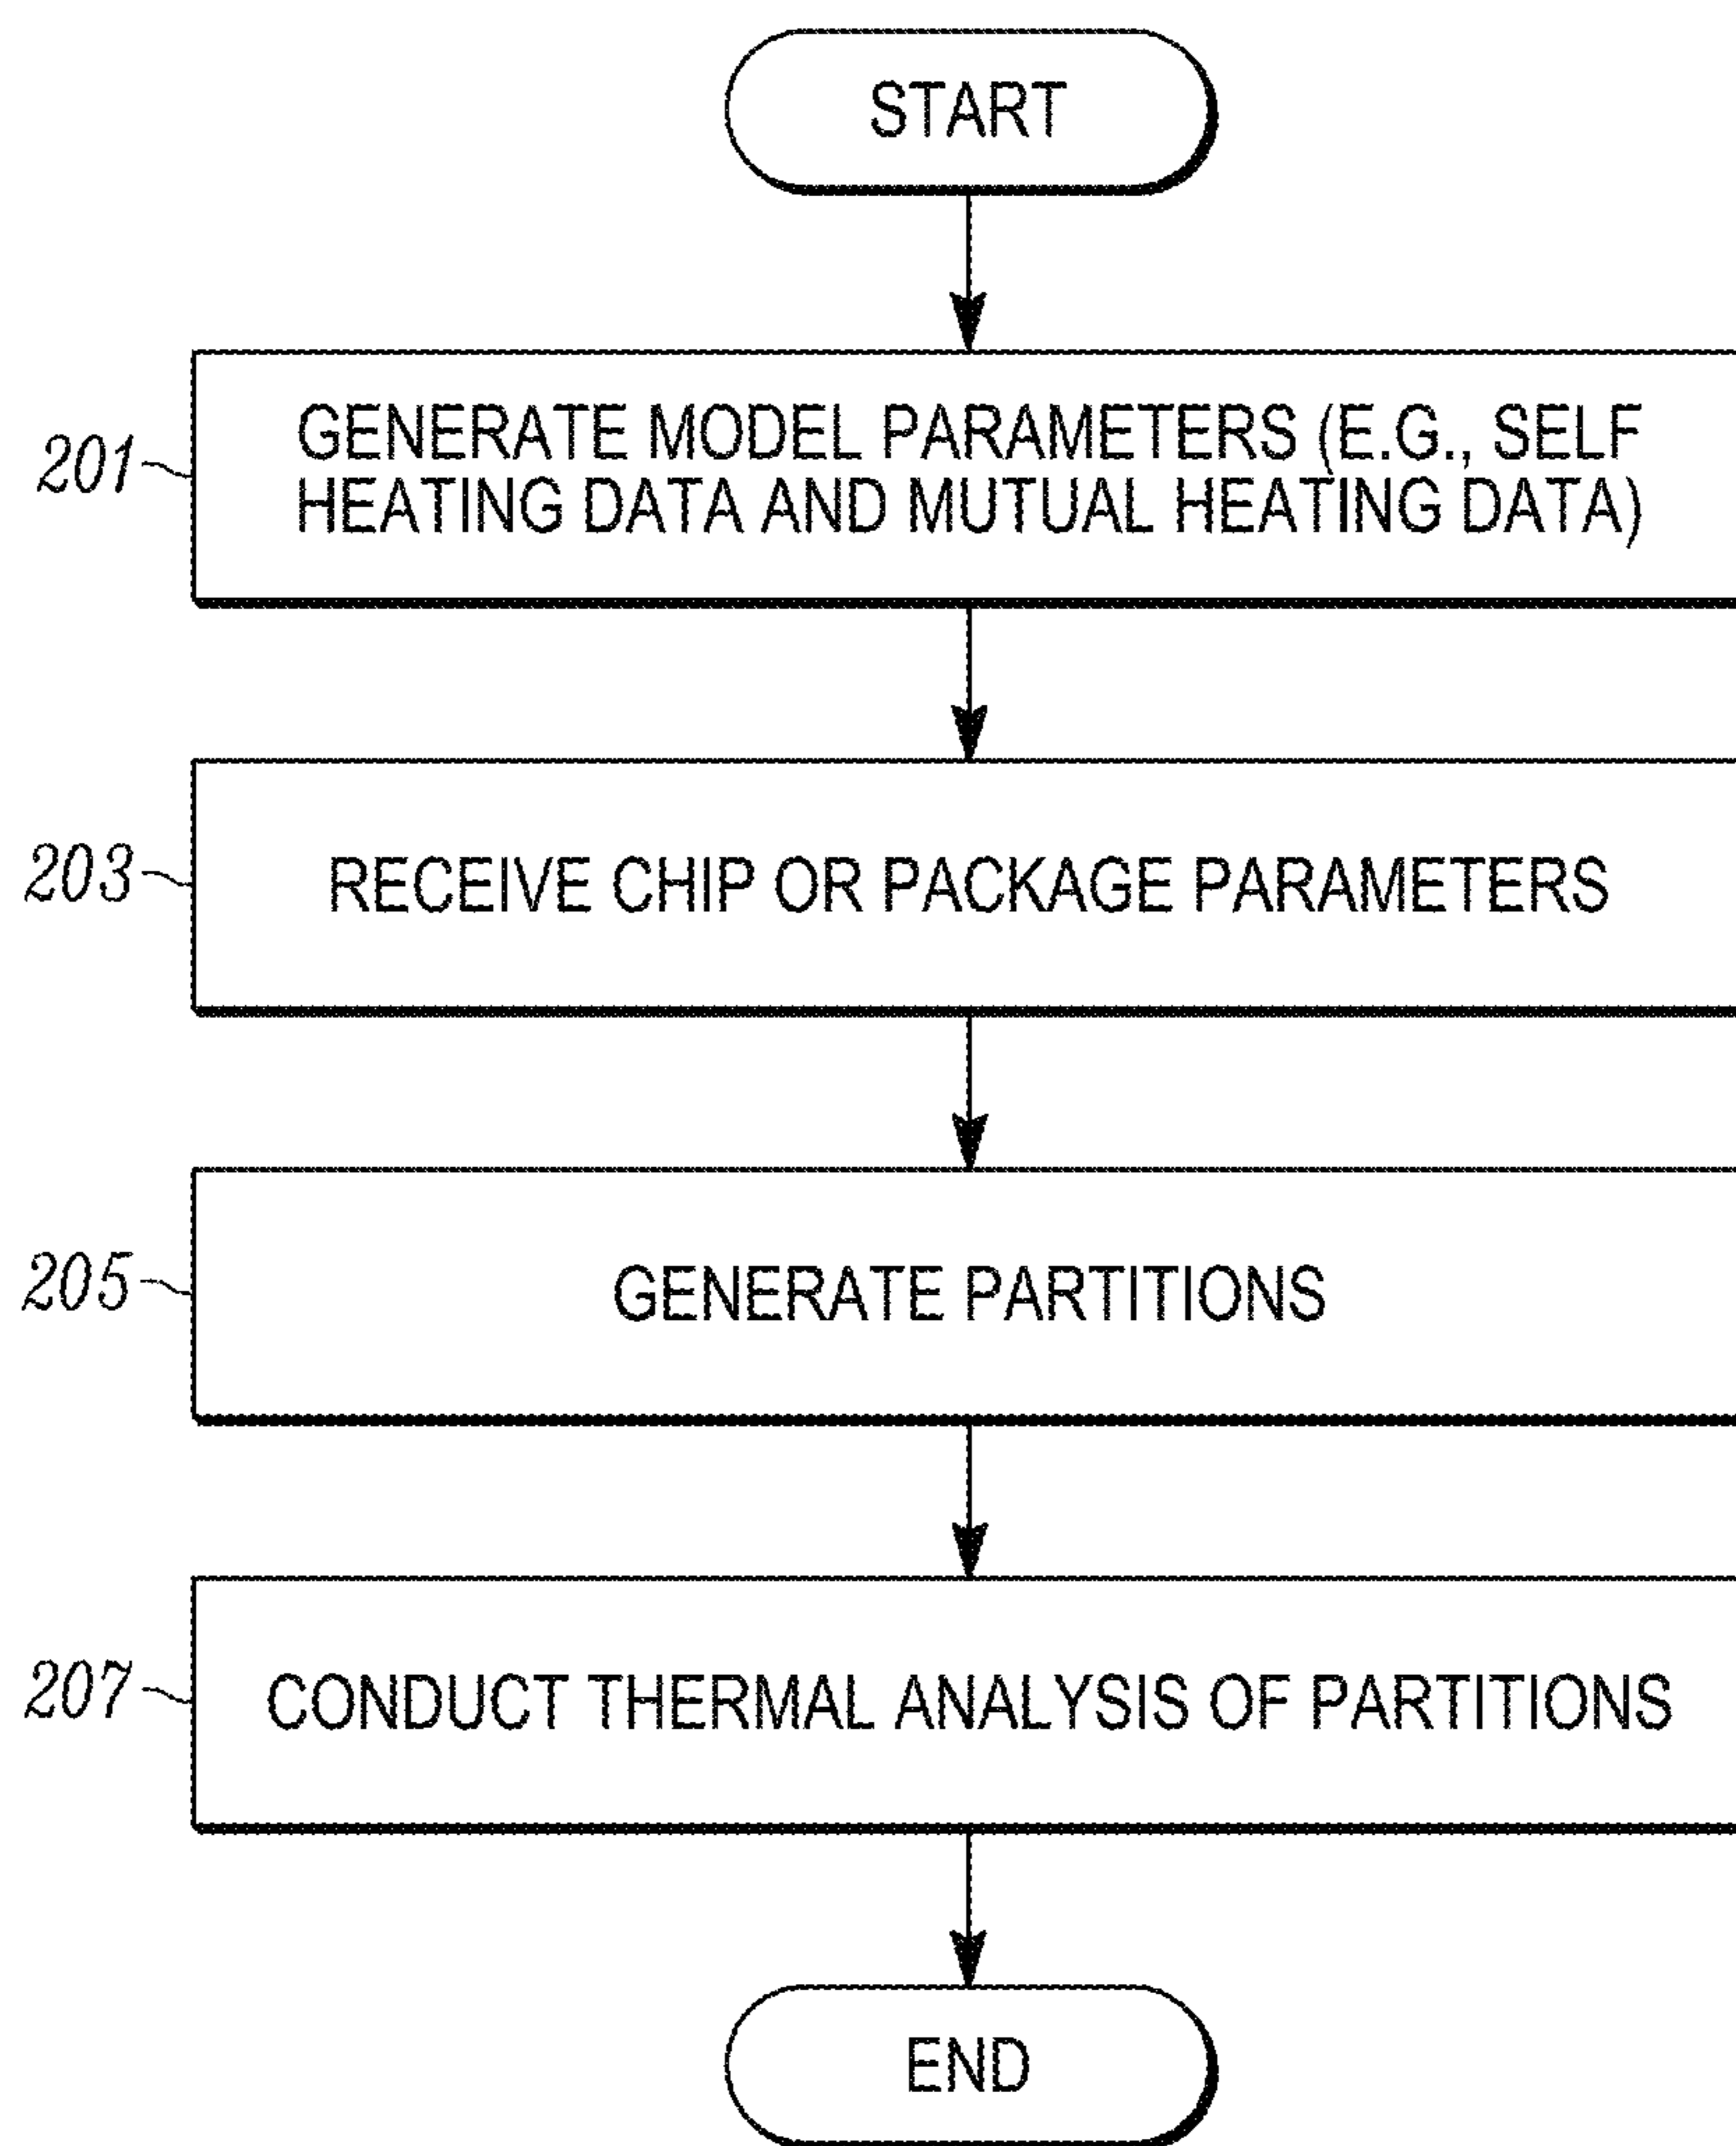 START
201
GENERATE MODEL PARAMETERS (E.G., SELF
HEATING DATA AND MUTUAL HEATING DATA)
203
RECEIVE CHIP OR PACKAGE PARAMETERS
205
GENERATE PARTITIONS
207
CONDUCT THERMAL ANALYSIS OF PARTITIONS
END